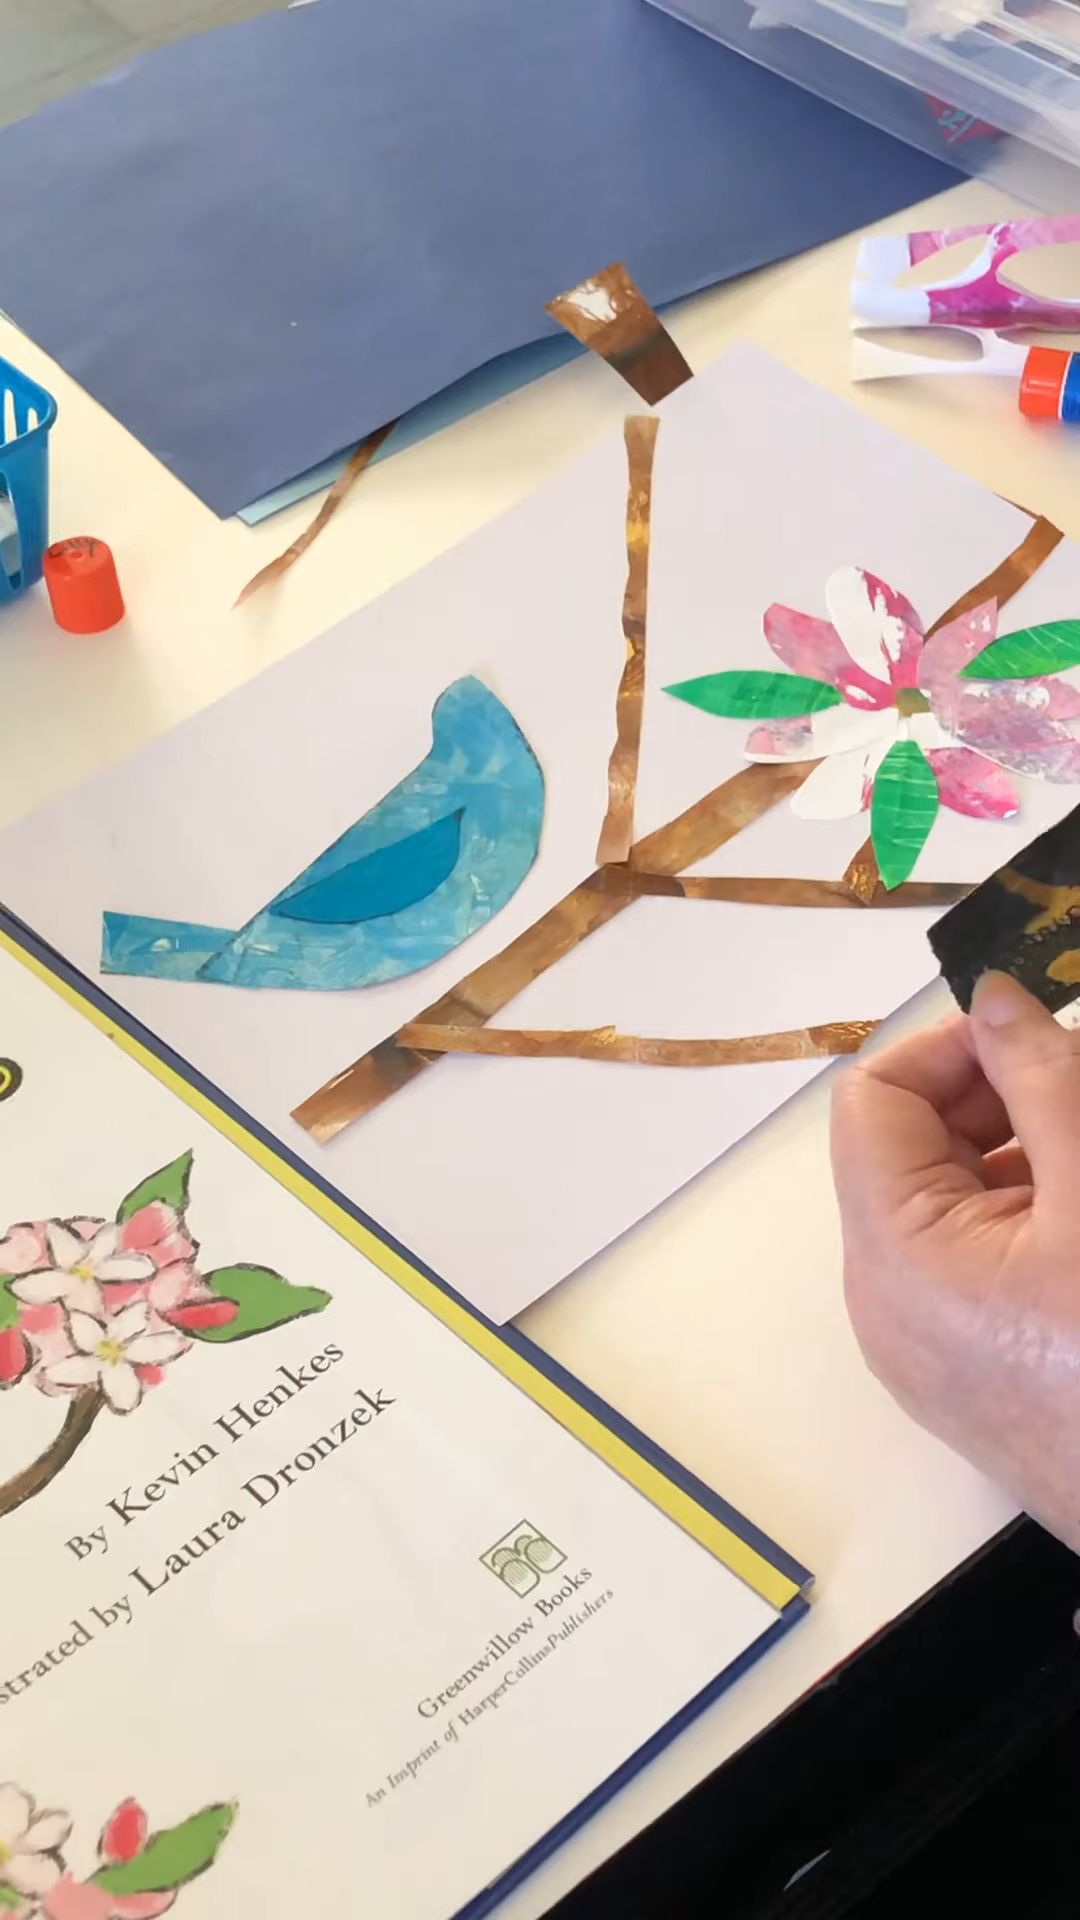 By Kevin Henkes
strated by Laura Dronzek
Greenwillow Books
An Imprint of HarperCollinsPublishers